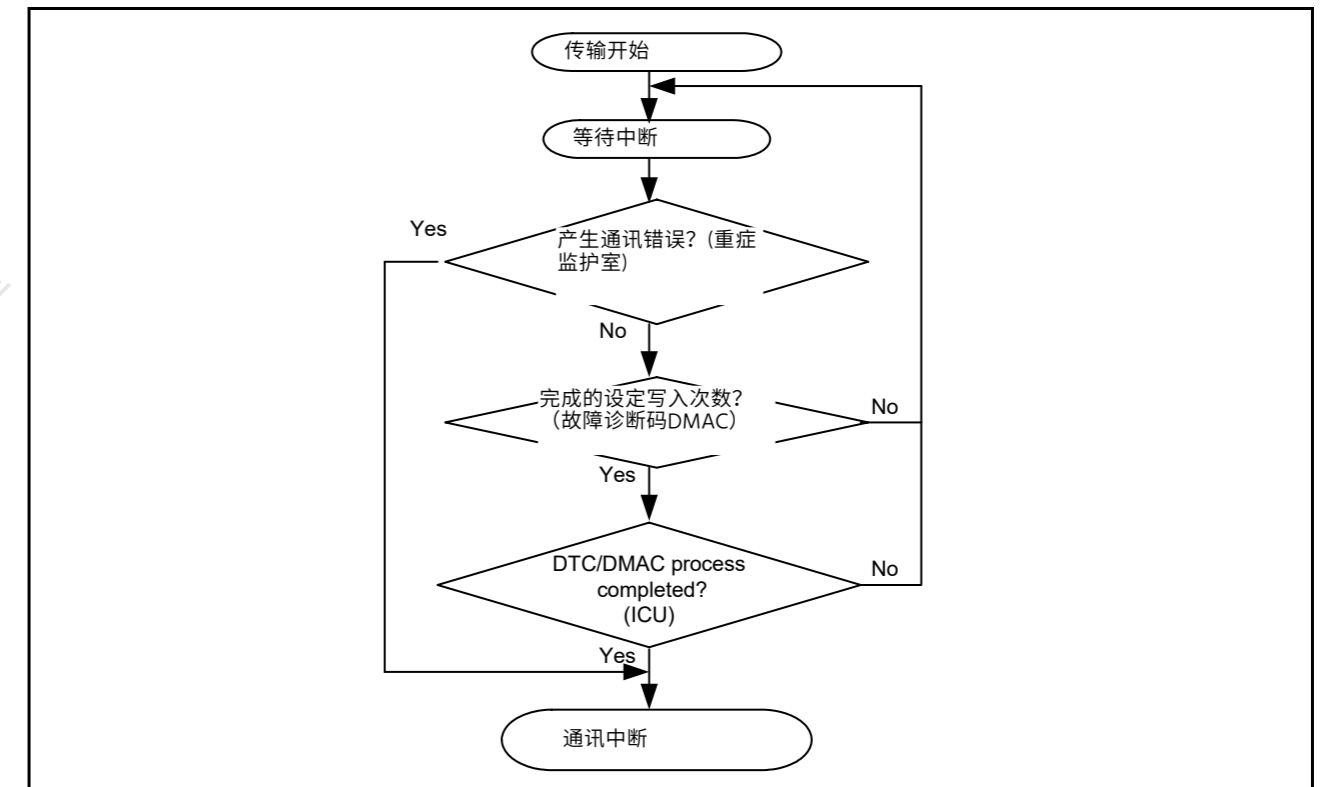 传输开始
等待中断
Yes
产生通讯错误？(重症
监护室)
No
完成的设定写入次数？
（故障诊断码DMAC）
No
Yes
DTC/DMAC process
completed?
(ICU)
No
Yes
通讯中断